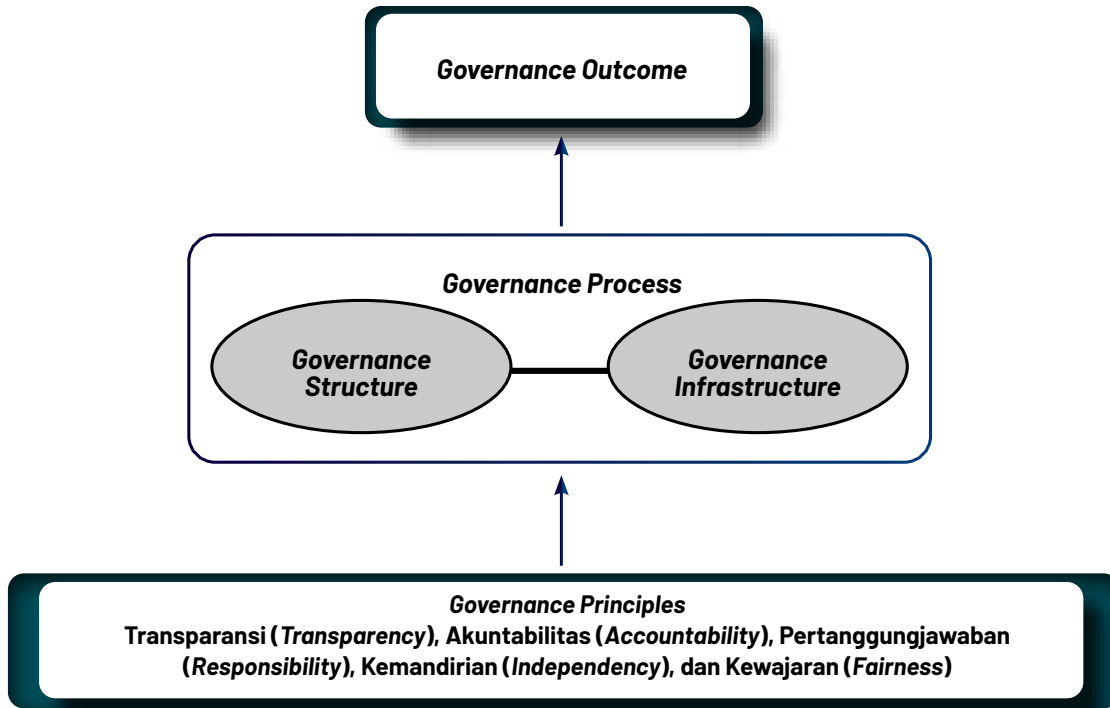 Governance Outcome
Governance Process
Governance
Structure
Governance
Infrastructure
Governance Principles
Transparansi (Transparency), Akuntabilitas (Accountability), Pertanggungjawaban
(Responsibility), Kemandirian (Independency), dan Kewajaran (Fairness)